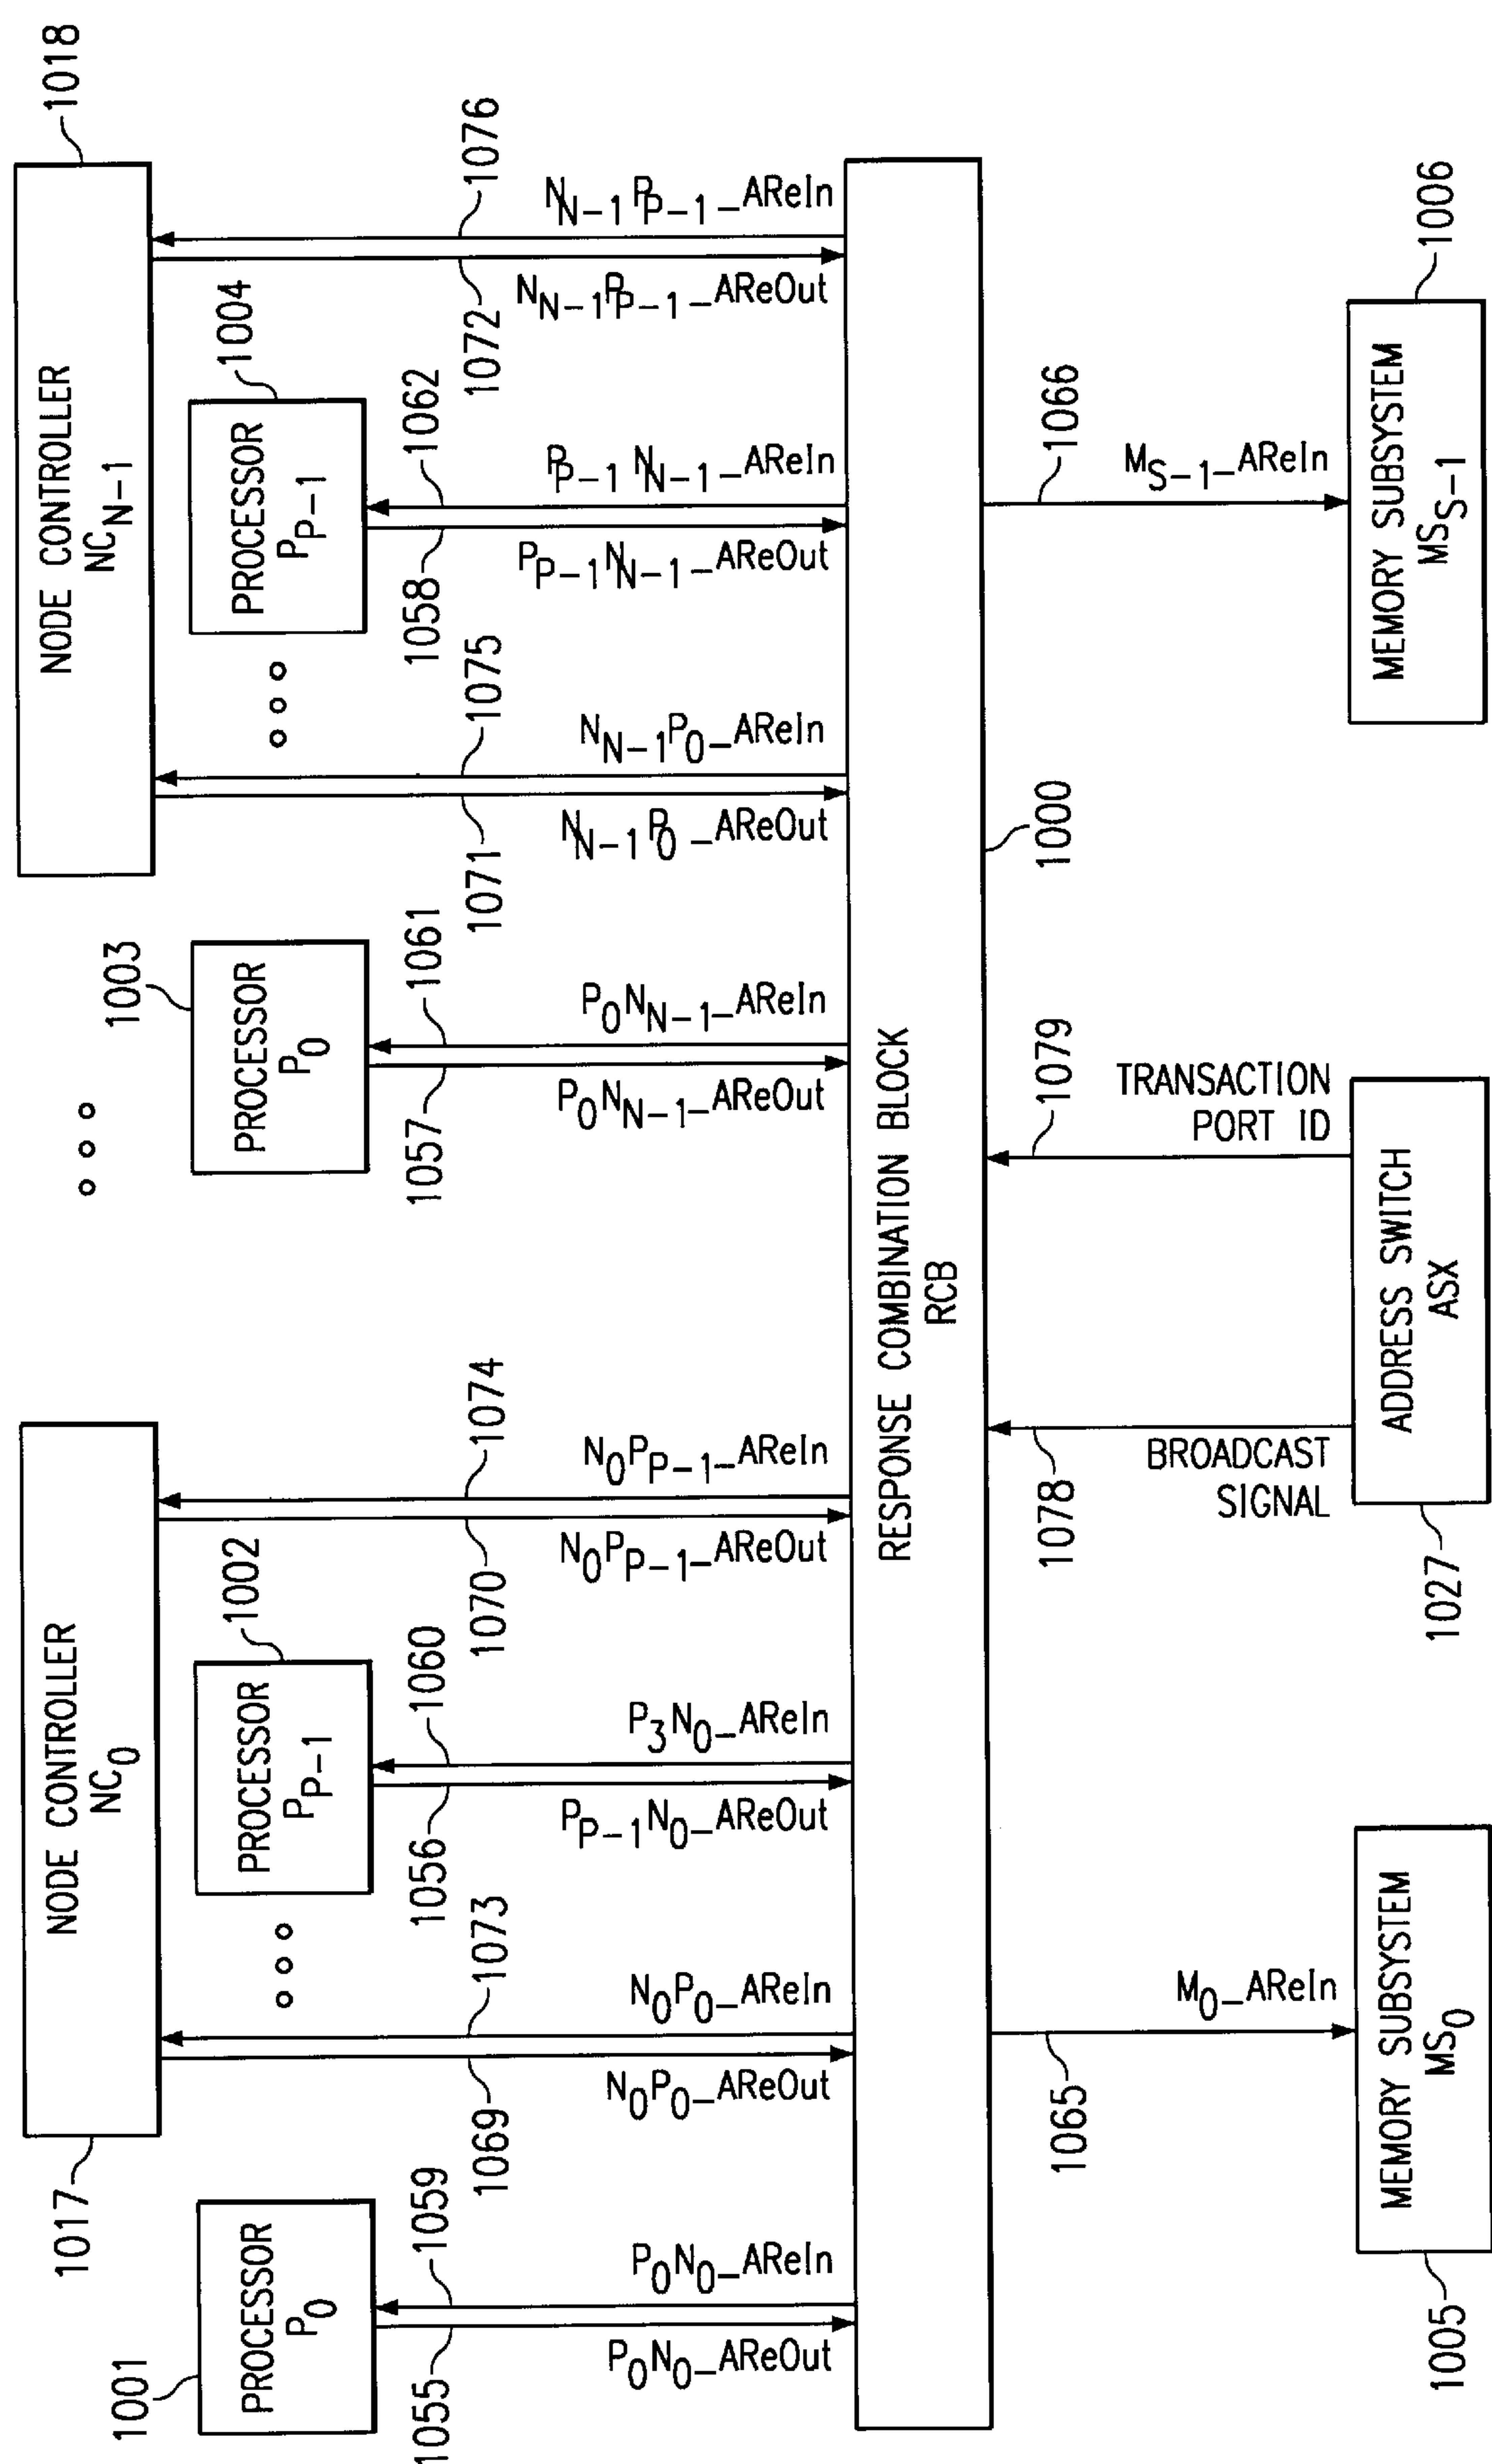 1017
NODE CONTROLLER
NC0
NODE CONTROLLER
NCN-1
1018
1001
PROCESSOR
P0
PROCESSOR
PP-1
1002
1003
PROCESSOR
P0
PROCESSOR
PP-1
1004
1055
1059
P0N0_AReIn
P0N0_AReOut
1069
1073
N0P0_AReIn
N0P0_AReOut
1056
1060
P3N0_AReIn
PP-1N0_AReOut
1070
1074
N0PP-1_AReIn
N0PP-1_AReOut
1057
1061
P0NN-1_AReIn
P0NN-1_AReOut
1071
1075
NN-1P0_AReIn
NN-1P0_AReOut
1058
1062
PP-1NN-1_AReIn
PP-1NN-1_AReOut
1072
1076
NN-1PP-1_AReIn
NN-1PP-1_AReOut
RESPONSE COMBINATION BLOCK
RCB
1000
1065
M0_AReIn
1078
BROADCAST
SIGNAL
TRANSACTION
PORT ID
1079
1066
MS-1_AReIn
1005
MEMORY SUBSYSTEM
MS0
1027
ADDRESS SWITCH
ASX
MEMORY SUBSYSTEM
MSS-1
1006